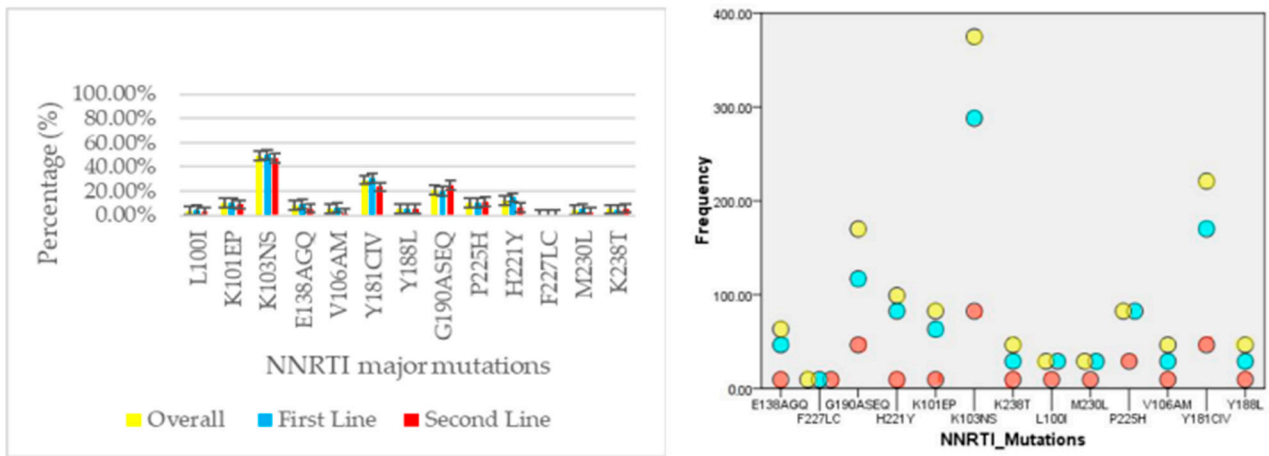 Percentage (%)
100.00%
80.00%
60.00%
40.00%
20.00%
0.00%
L100I
K101EP
K103NS
E138AGQ
V106AM
Y181CIV
Y188L
G190ASEQ
P225H
H221Y
F227LC
M230L
K238T
NNRTI major mutations
Overall First Line Second Line
Frequency
400.00
300.00
200.00
100.00
0.00
E138AGQ G190ASEQ K101EP K238T M230L V106AM Y188L
F227LC H221Y K103NS L100I P225H Y181CIV
NNRTI_Mutations